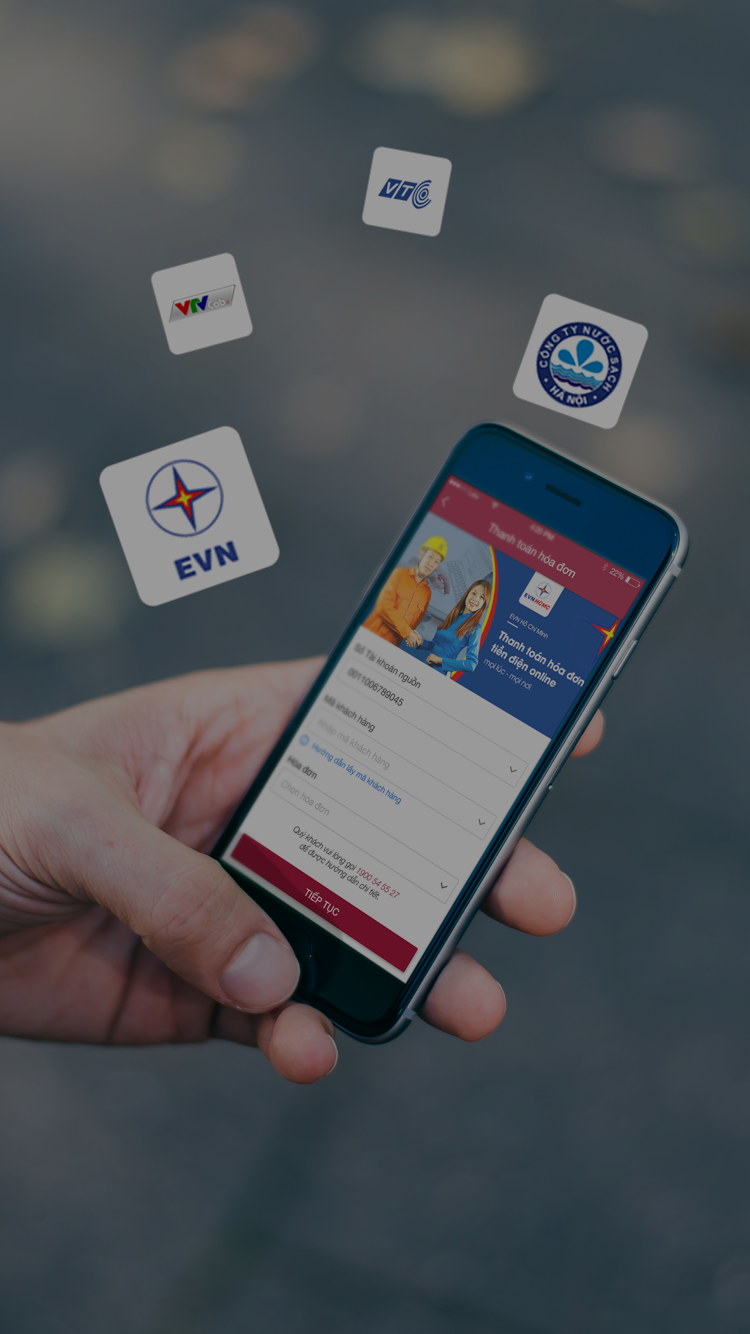 VTC
VTVcab
CÔNG TY NƯỚC SẠCH
HÀ NỘI
EVN
4:20 PM
22%
Thanh toán hóa đơn
EVNHCMC
EVN Hồ Chí Minh
Thanh toán hóa đơn
tiền điện online
mọi lúc - mọi nơi
Số Tài khoản nguồn
0011006789045
Mã khách hàng
Nhập mã khách hàng
Hướng dẫn lấy mã khách hàng
Hóa đơn
Chọn hóa đơn
Quý khách vui lòng gọi 1900 54 55 27
để được hướng dẫn chi tiết.
TIẾP TỤC